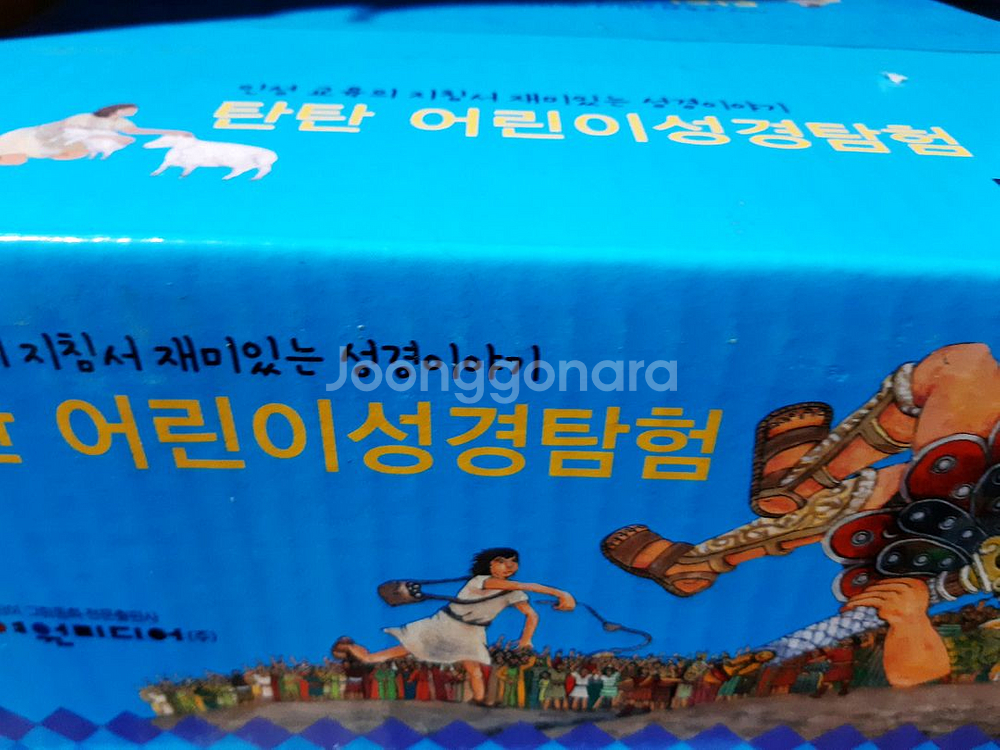 인성 교육의 지침서 재미있는 성경이야기
탄탄 어린이성경탐험
지침서 재미있는 성경이야기
어린이성경탐험
Joonggonara
원미디어(주)